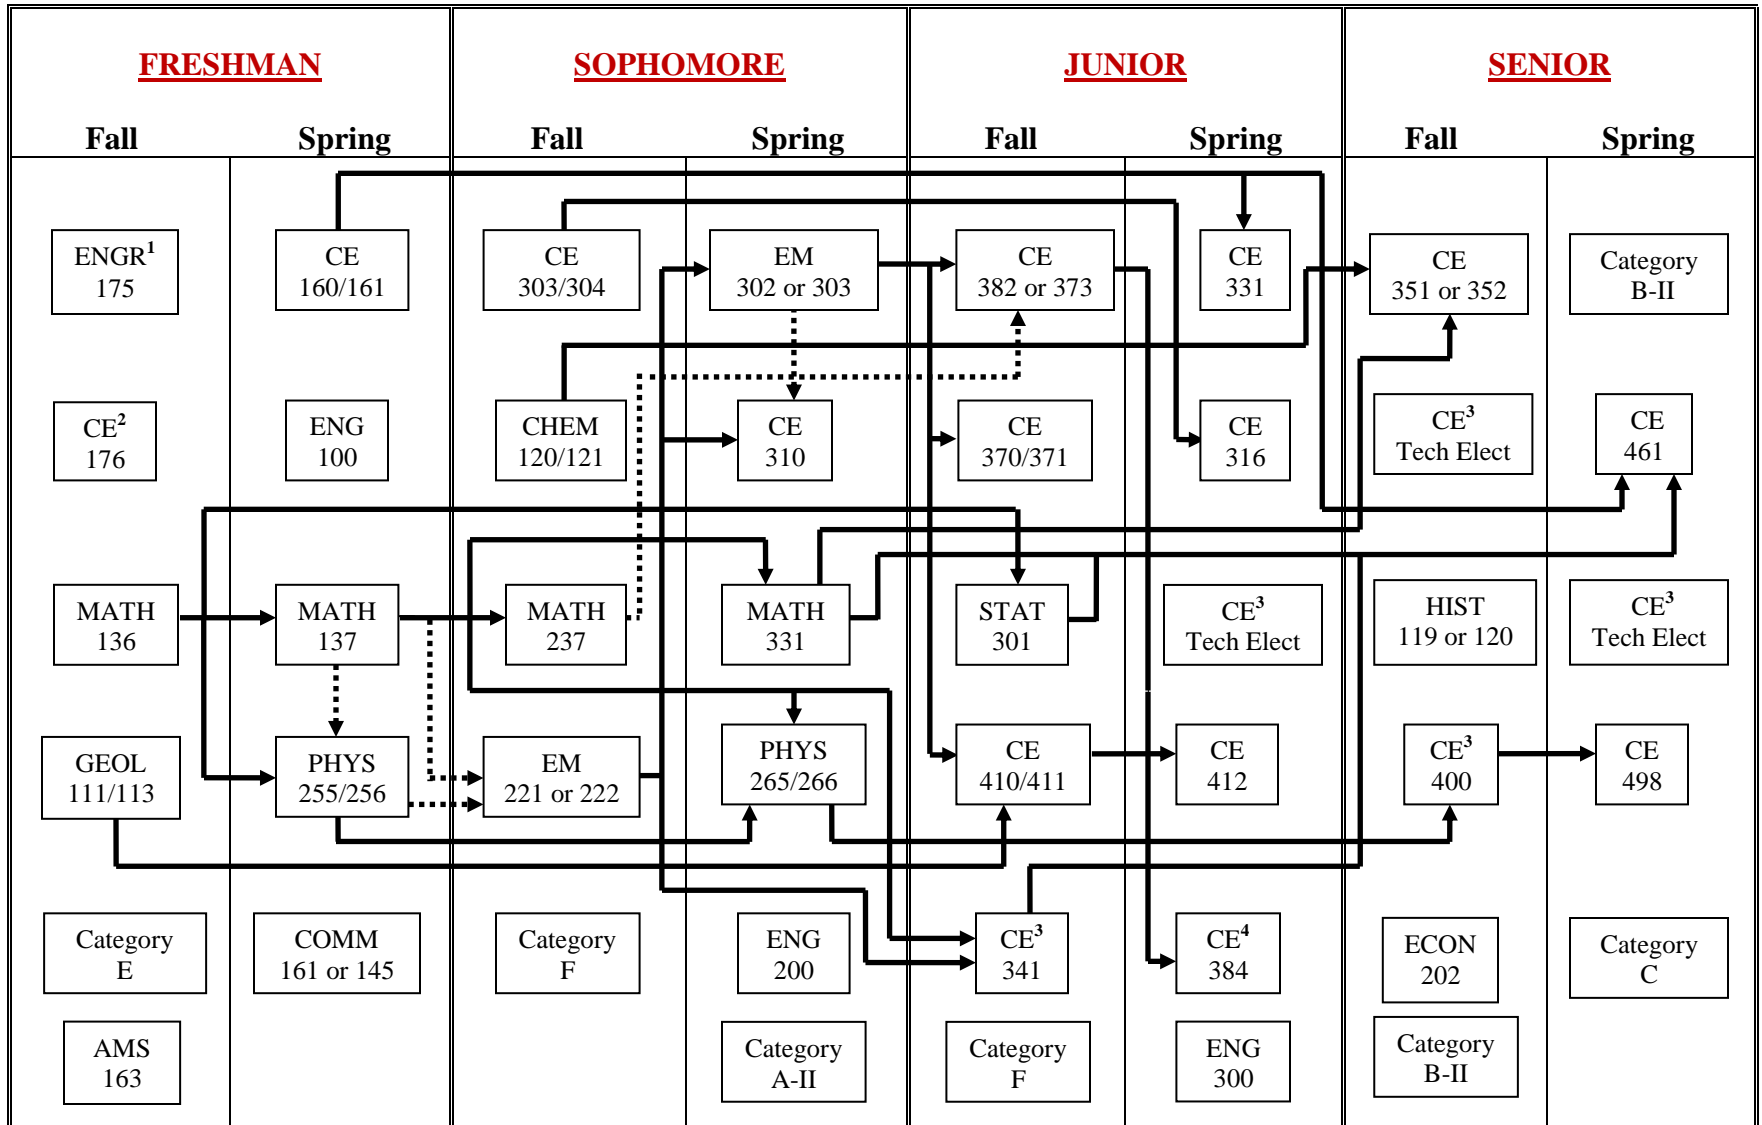 FRESHMAN
SOPHOMORE
JUNIOR
SENIOR
Fall
Spring
Fall
Spring
Fall
Spring
Fall
Spring
ENGR¹
175
CE
160/161
CE
303/304
EM
302 or 303
CE
382 or 373
CE
331
CE
351 or 352
Category
B-II
CE²
176
ENG
100
CHEM
120/121
CE
310
CE
370/371
CE
316
CE³
Tech Elect
CE
461
MATH
136
MATH
137
MATH
237
MATH
331
STAT
301
CE³
Tech Elect
HIST
119 or 120
CE³
Tech Elect
GEOL
111/113
PHYS
255/256
EM
221 or 222
PHYS
265/266
CE
410/411
CE
412
CE³
400
CE
498
Category
E
COMM
161 or 145
Category
F
ENG
200
CE³
341
CE⁴
384
ECON
202
Category
C
AMS
163
Category
A-II
Category
F
ENG
300
Category
B-II